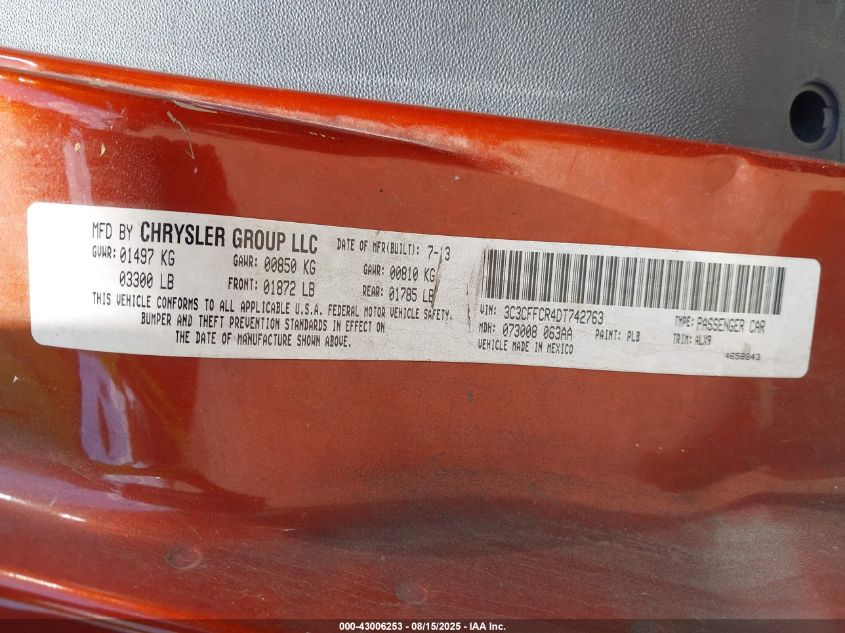 MFD BY CHRYSLER GROUP LLC DATE OF MFR(BUILT): 7-13
GVWR: 01497 KG GAWR: 00850 KG GAWR: 00810 KG
03300 LB FRONT: 01872 LB REAR: 01785 LB
THIS VEHICLE CONFORMS TO ALL APPLICABLE U.S.A. FEDERAL MOTOR VEHICLE SAFETY,
BUMPER AND THEFT PREVENTION STANDARDS IN EFFECT ON
THE DATE OF MANUFACTURE SHOWN ABOVE.
VIN: 3C3CFFCR4DT742763 TYPE: PASSENGER CAR
MDH: 073008 063AA PAINT: PLB TRIM: ALX9
VEHICLE MADE IN MEXICO 4658843
000-43006253 - 08/15/2025 - IAA Inc.